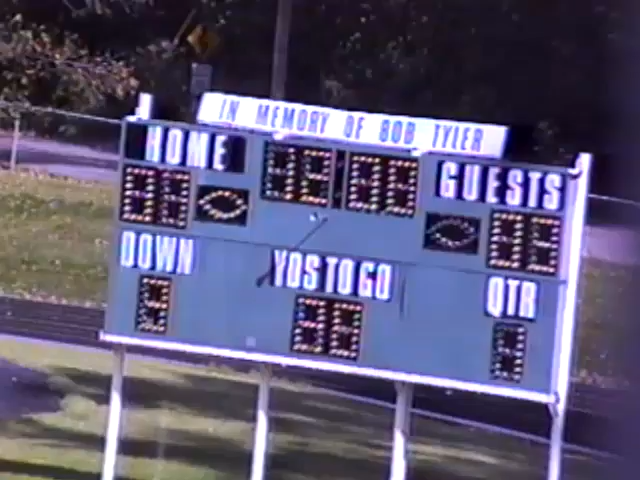 IN MEMORY OF BOB TYLER
HOME
GUESTS
DOWN
YDS TO GO
QTR